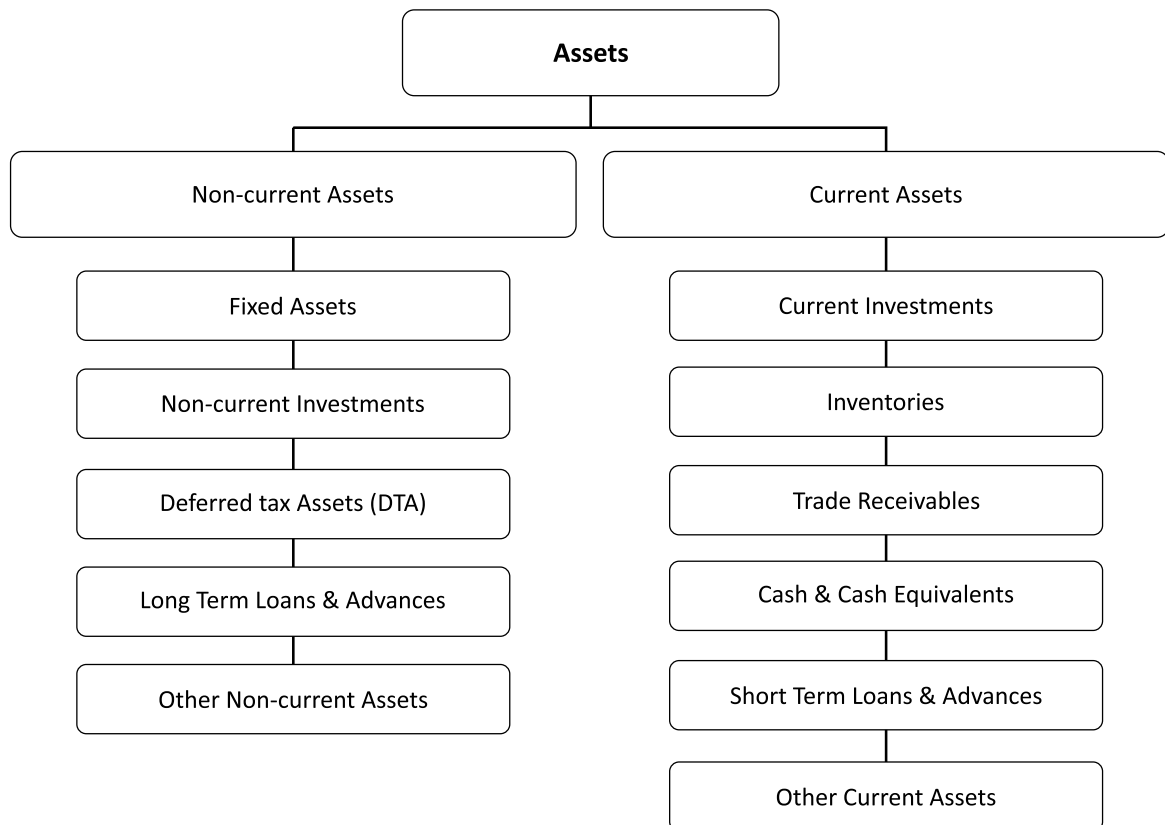 Assets
Non-current Assets
Fixed Assets
Non-current Investments
Deferred tax Assets (DTA)
Long Term Loans & Advances
Other Non-current Assets
Current Assets
Current Investments
Inventories
Trade Receivables
Cash & Cash Equivalents
Short Term Loans & Advances
Other Current Assets